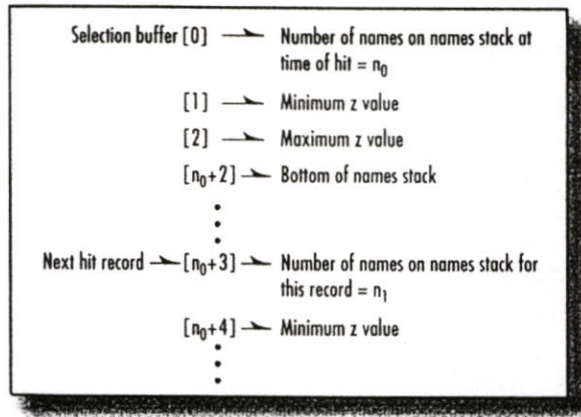 Selection buffer [0] Number of names on names stack at
time of hit = n₀
[1] Minimum z value
[2] Maximum z value
[n₀+2] Bottom of names stack
Next hit record [n₀+3] Number of names on names stack for
this record = n₁
[n₀+4] Minimum z value